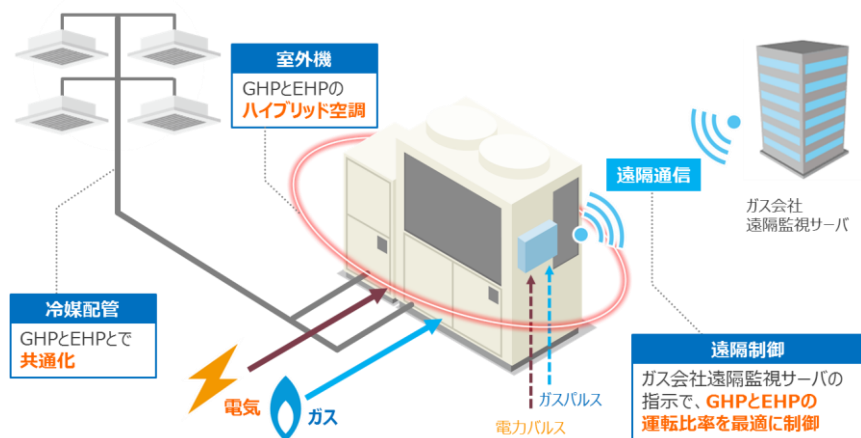 室外機
GHPとEHPの
ハイブリッド空調
遠隔通信
ガス会社
遠隔監視サーバ
冷媒配管
GHPとEHPとで
共通化
電気
ガス
ガスパルス
電力パルス
遠隔制御
ガス会社遠隔監視サーバの
指示で、GHPとEHPの
運転比率を最適に制御